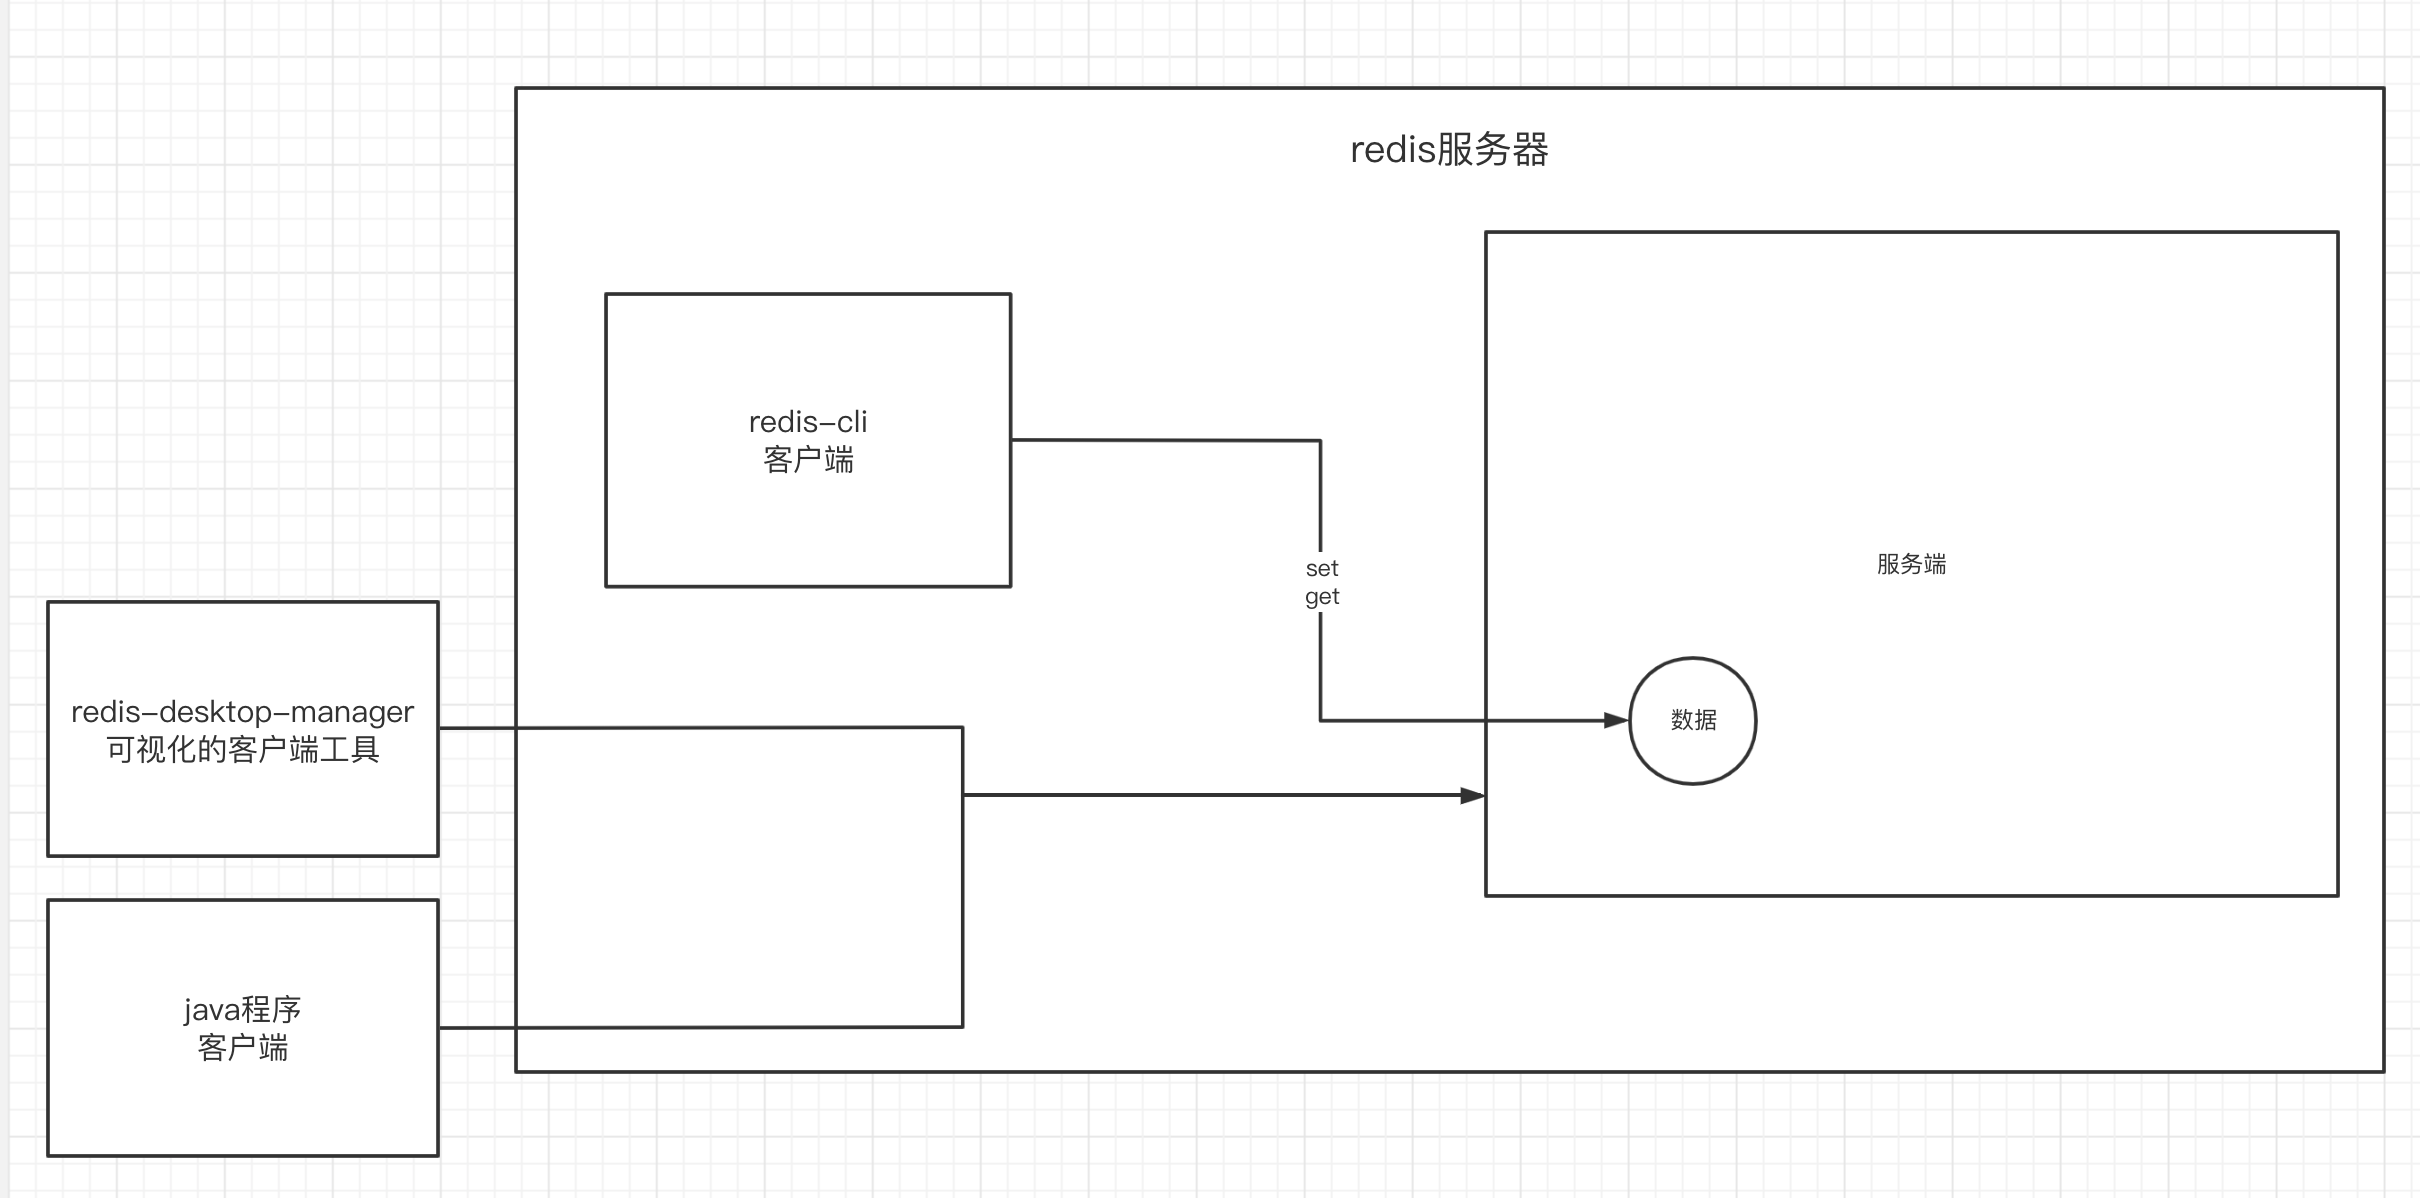 redis服务器
redis-cli
客户端
set
get
服务端
数据
redis-desktop-manager
可视化的客户端工具
java程序
客户端